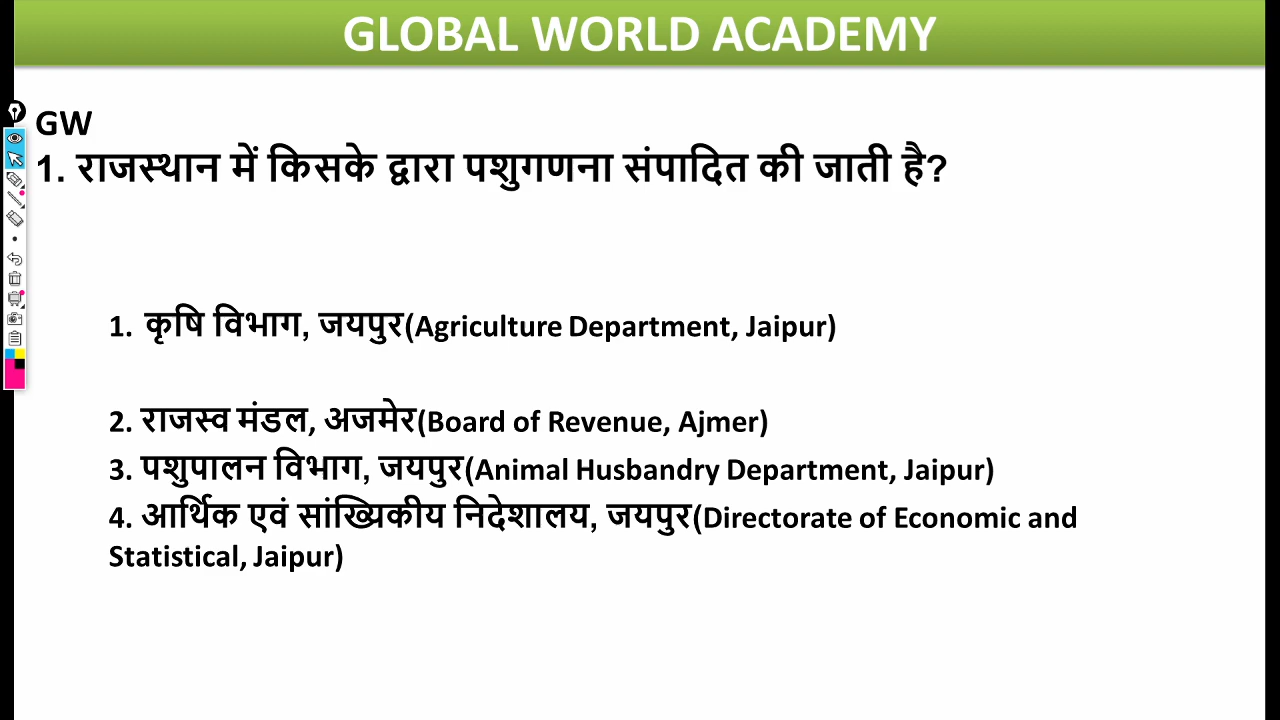 GLOBAL WORLD ACADEMY
GW
1. राजस्थान में किसके द्वारा पशुगणना संपादित की जाती है?
1. कृषि विभाग, जयपुर(Agriculture Department, Jaipur)
2. राजस्व मंडल, अजमेर(Board of Revenue, Ajmer)
3. पशुपालन विभाग, जयपुर(Animal Husbandry Department, Jaipur)
4. आर्थिक एवं सांख्यिकीय निदेशालय, जयपुर(Directorate of Economic and
Statistical, Jaipur)